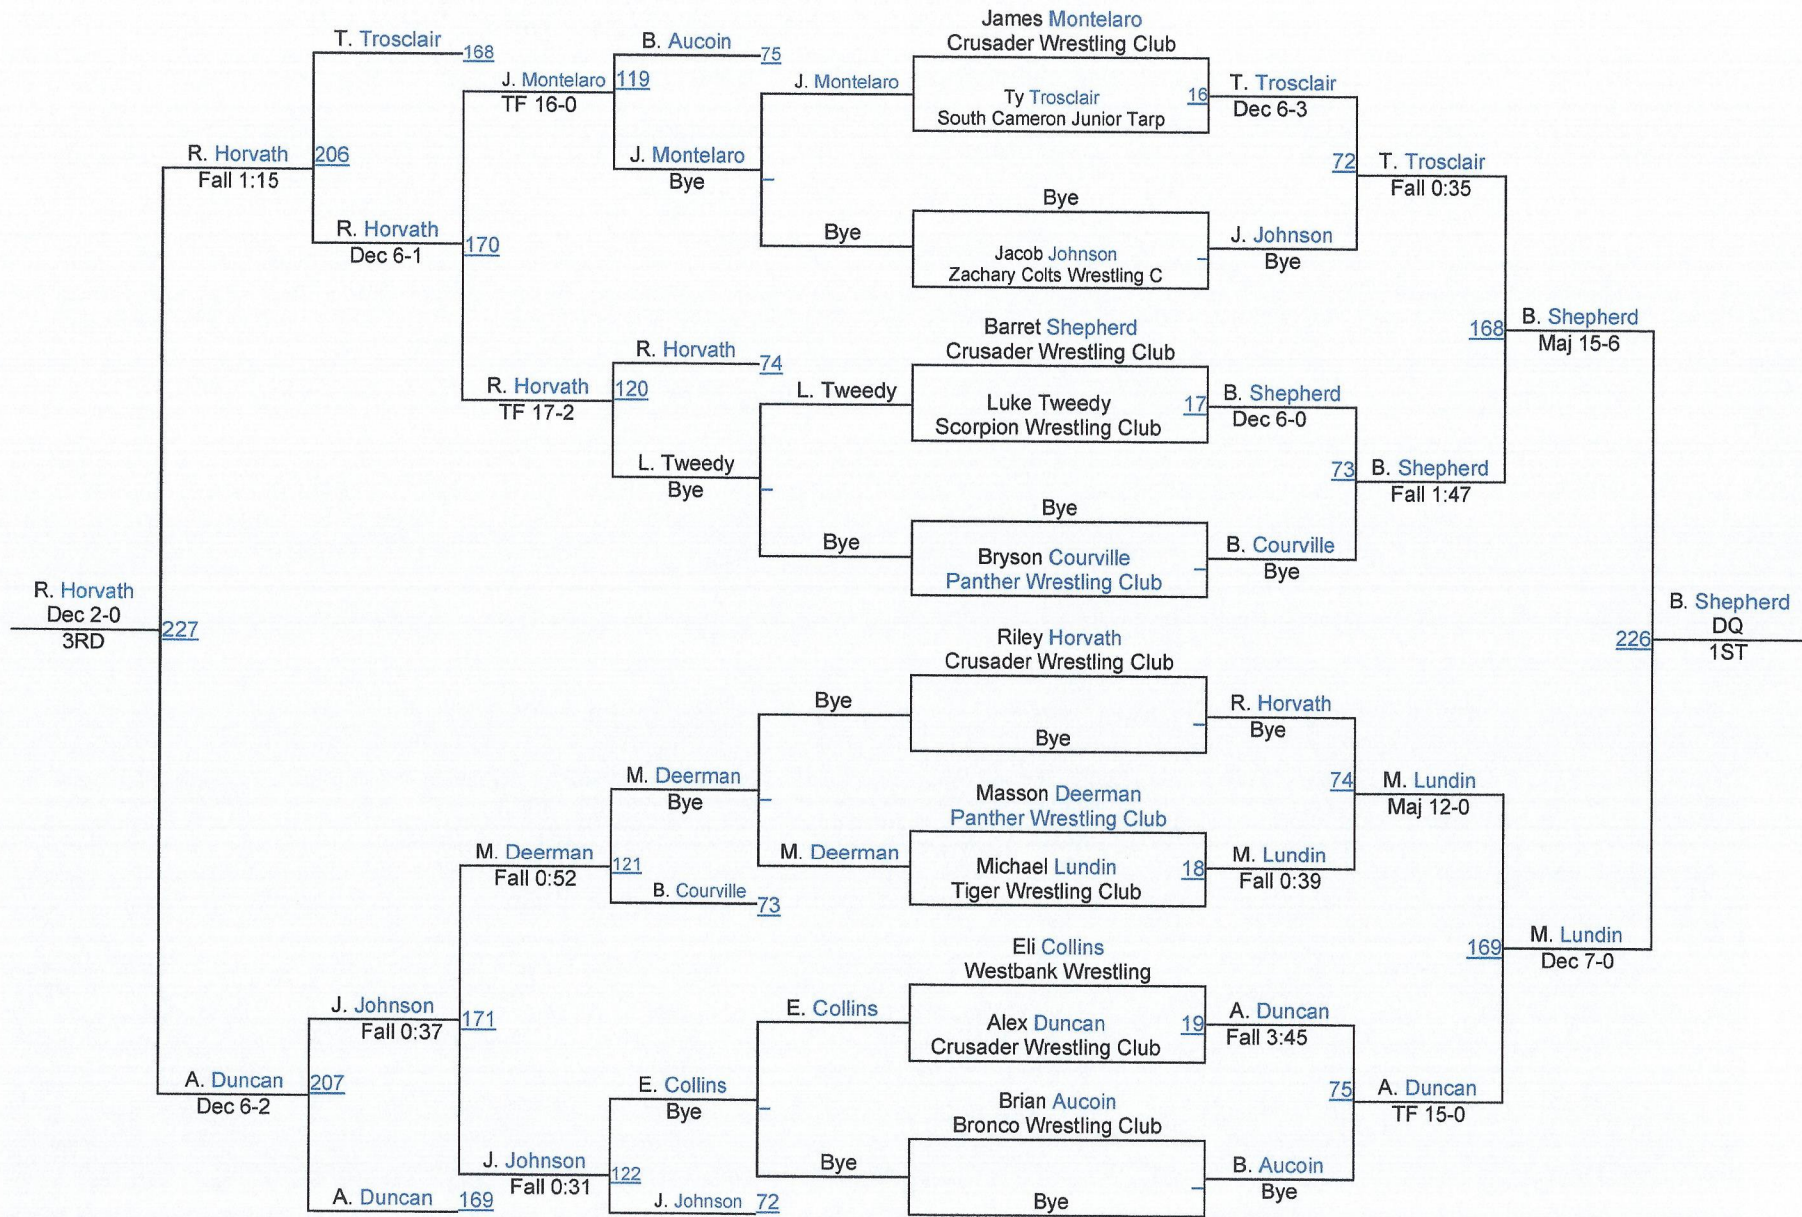 T. Trosclair
168
R. Horvath
Fall 1:15
206
R. Horvath
Dec 6-1
170
J. Montelaro
TF 16-0
119
B. Aucoin
75
J. Montelaro
Bye
J. Montelaro
Bye
R. Horvath
TF 17-2
120
R. Horvath
74
L. Tweedy
Bye
L. Tweedy
Bye
R. Horvath
Dec 2-0
3RD
227
M. Deerman
Fall 0:52
121
M. Deerman
Bye
B. Courville
73
Bye
M. Deerman
J. Johnson
Fall 0:37
171
A. Duncan
Dec 6-2
207
A. Duncan
169
J. Johnson
Fall 0:31
122
E. Collins
Bye
J. Johnson
72
E. Collins
Bye
James Montelaro
Crusader Wrestling Club
Ty Trosclair
South Cameron Junior Tarp
16
Bye
Jacob Johnson
Zachary Colts Wrestling C
Barret Shepherd
Crusader Wrestling Club
Luke Tweedy
Scorpion Wrestling Club
17
Bye
Bryson Courville
Panther Wrestling Club
Riley Horvath
Crusader Wrestling Club
Bye
Masson Deerman
Panther Wrestling Club
Michael Lundin
Tiger Wrestling Club
18
Eli Collins
Westbank Wrestling
Alex Duncan
Crusader Wrestling Club
19
Brian Aucoin
Bronco Wrestling Club
Bye
T. Trosclair
Dec 6-3
72
J. Johnson
Bye
T. Trosclair
Fall 0:35
B. Shepherd
Dec 6-0
73
B. Courville
Bye
B. Shepherd
Fall 1:47
168
B. Shepherd
Maj 15-6
R. Horvath
Bye
74
M. Lundin
Fall 0:39
M. Lundin
Maj 12-0
A. Duncan
Fall 3:45
75
B. Aucoin
Bye
A. Duncan
TF 15-0
169
M. Lundin
Dec 7-0
226
B. Shepherd
DQ
1ST